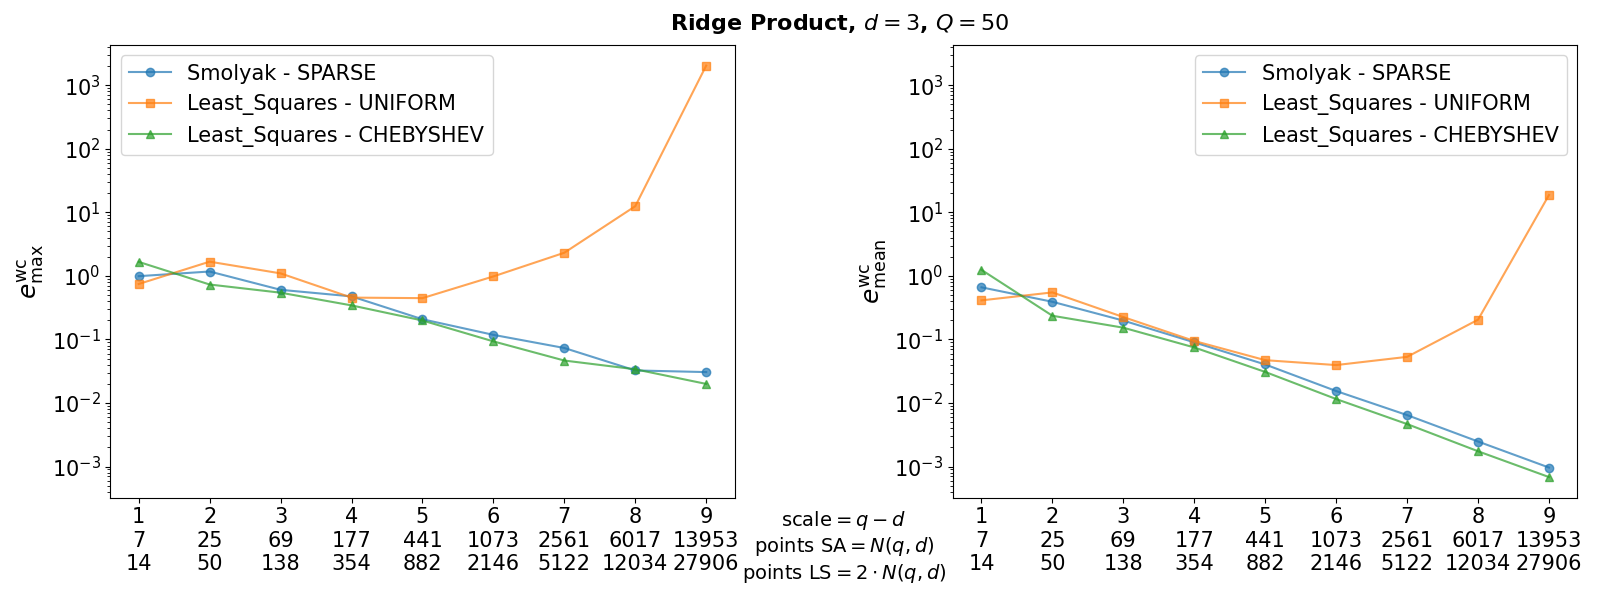 Ridge Product, d = 3, Q = 50
Smolyak - SPARSE
Least_Squares - UNIFORM
Least_Squares - CHEBYSHEV
10³
10²
10¹
10⁰
10⁻¹
10⁻²
10⁻³
e^wc_max
1 2 3 4 5 6 7 8 9
7 25 69 177 441 1073 2561 6017 13953
14 50 138 354 882 2146 5122 12034 27906
scale = q − d
points SA = N(q, d)
points LS = 2 · N(q, d)
Smolyak - SPARSE
Least_Squares - UNIFORM
Least_Squares - CHEBYSHEV
10³
10²
10¹
10⁰
10⁻¹
10⁻²
10⁻³
e^wc_mean
1 2 3 4 5 6 7 8 9
7 25 69 177 441 1073 2561 6017 13953
14 50 138 354 882 2146 5122 12034 27906